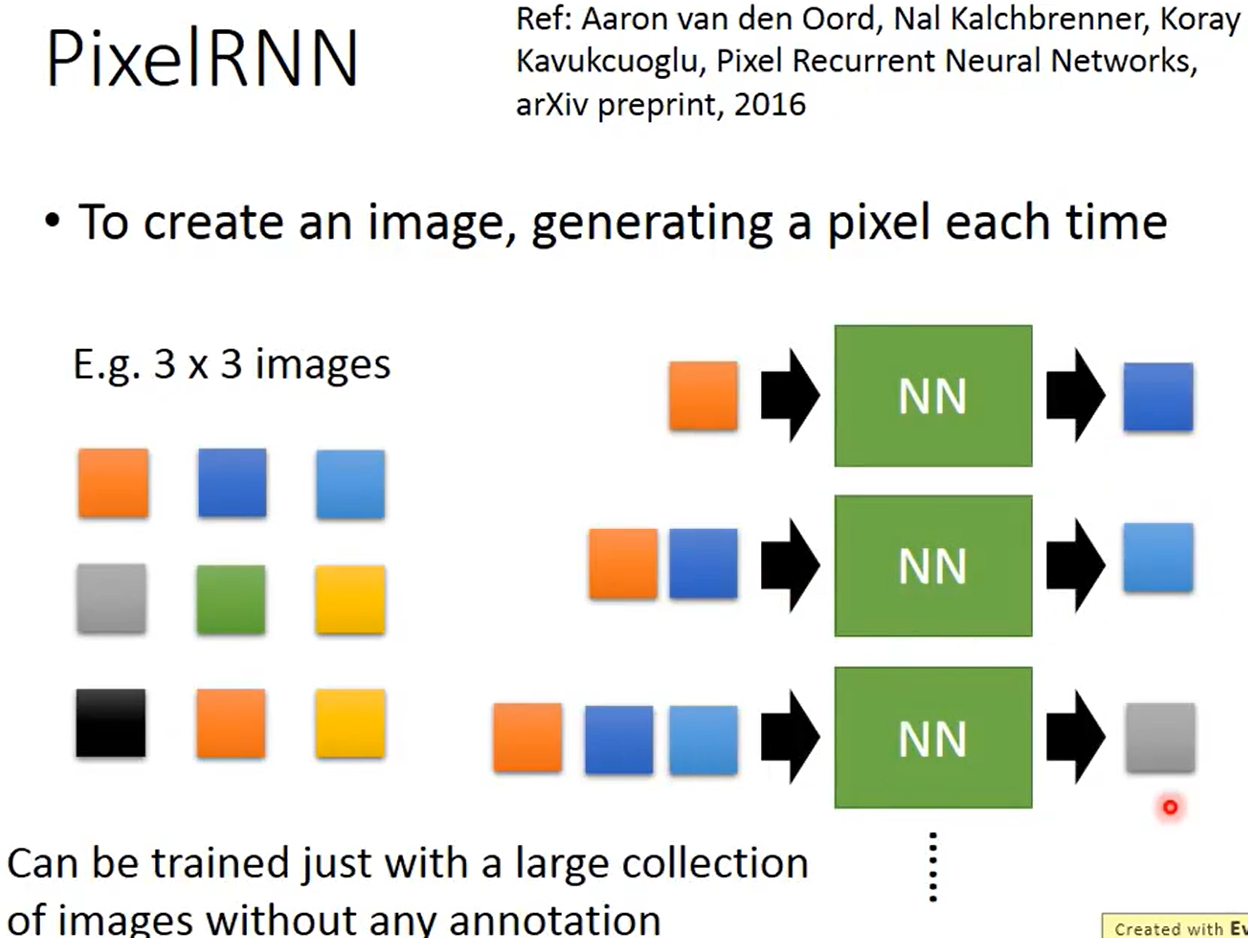 PixelRNN
Ref: Aaron van den Oord, Nal Kalchbrenner, Koray
Kavukcuoglu, Pixel Recurrent Neural Networks,
arXiv preprint, 2016
• To create an image, generating a pixel each time
E.g. 3 x 3 images
NN
NN
NN
Can be trained just with a large collection
of images without any annotation
Created with Ev